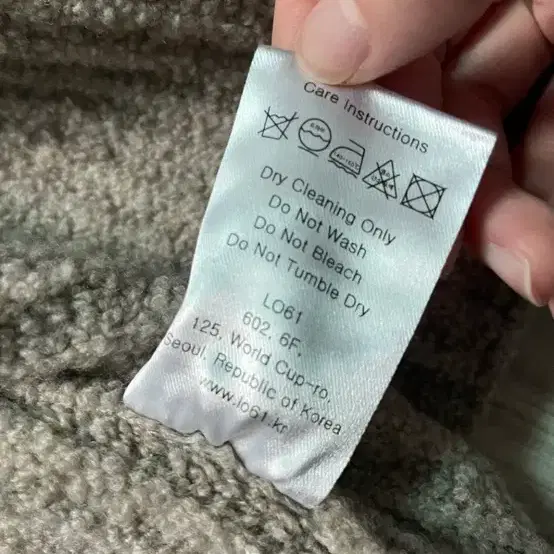 Care Instructions
Dry Cleaning Only
Do Not Wash
Do Not Bleach
Do Not Tumble Dry
LO61
602, 6F,
125, World Cup-ro,
seoul, Republic of Korea
www.lo61.kr